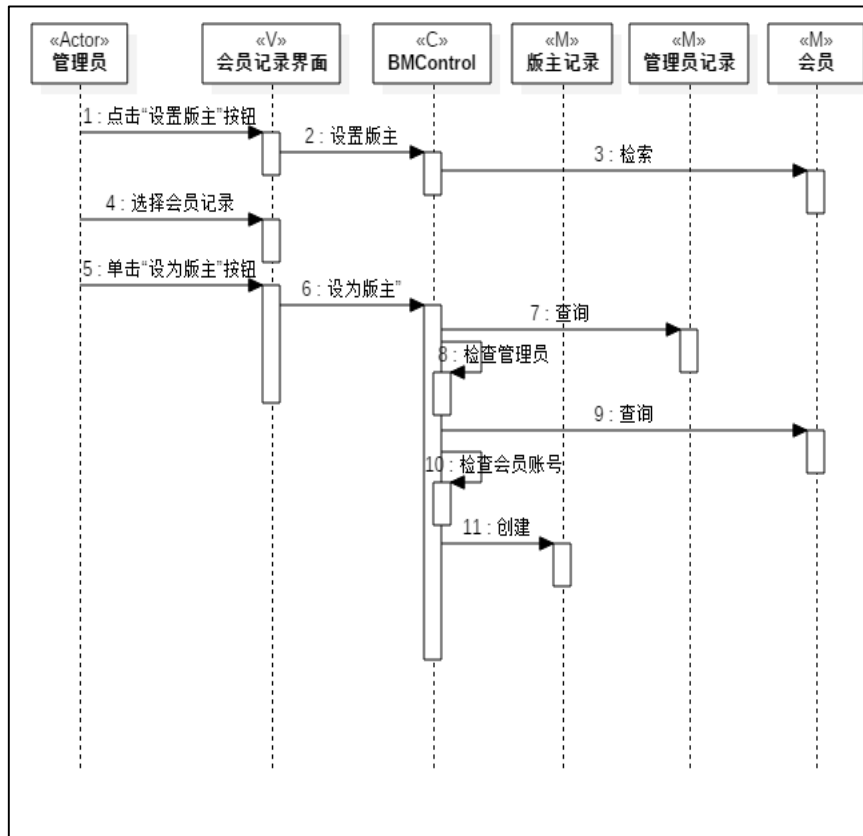 «Actor»
管理员
«V»
会员记录界面
«C»
BMControl
«M»
版主记录
«M»
管理员记录
«M»
会员
1 : 点击“设置版主”按钮
2 : 设置版主
3 : 检索
4 : 选择会员记录
5 : 单击“设为版主”按钮
6 : 设为版主”
7 : 查询
8 : 检查管理员
9 : 查询
10 : 检查会员账号
11 : 创建